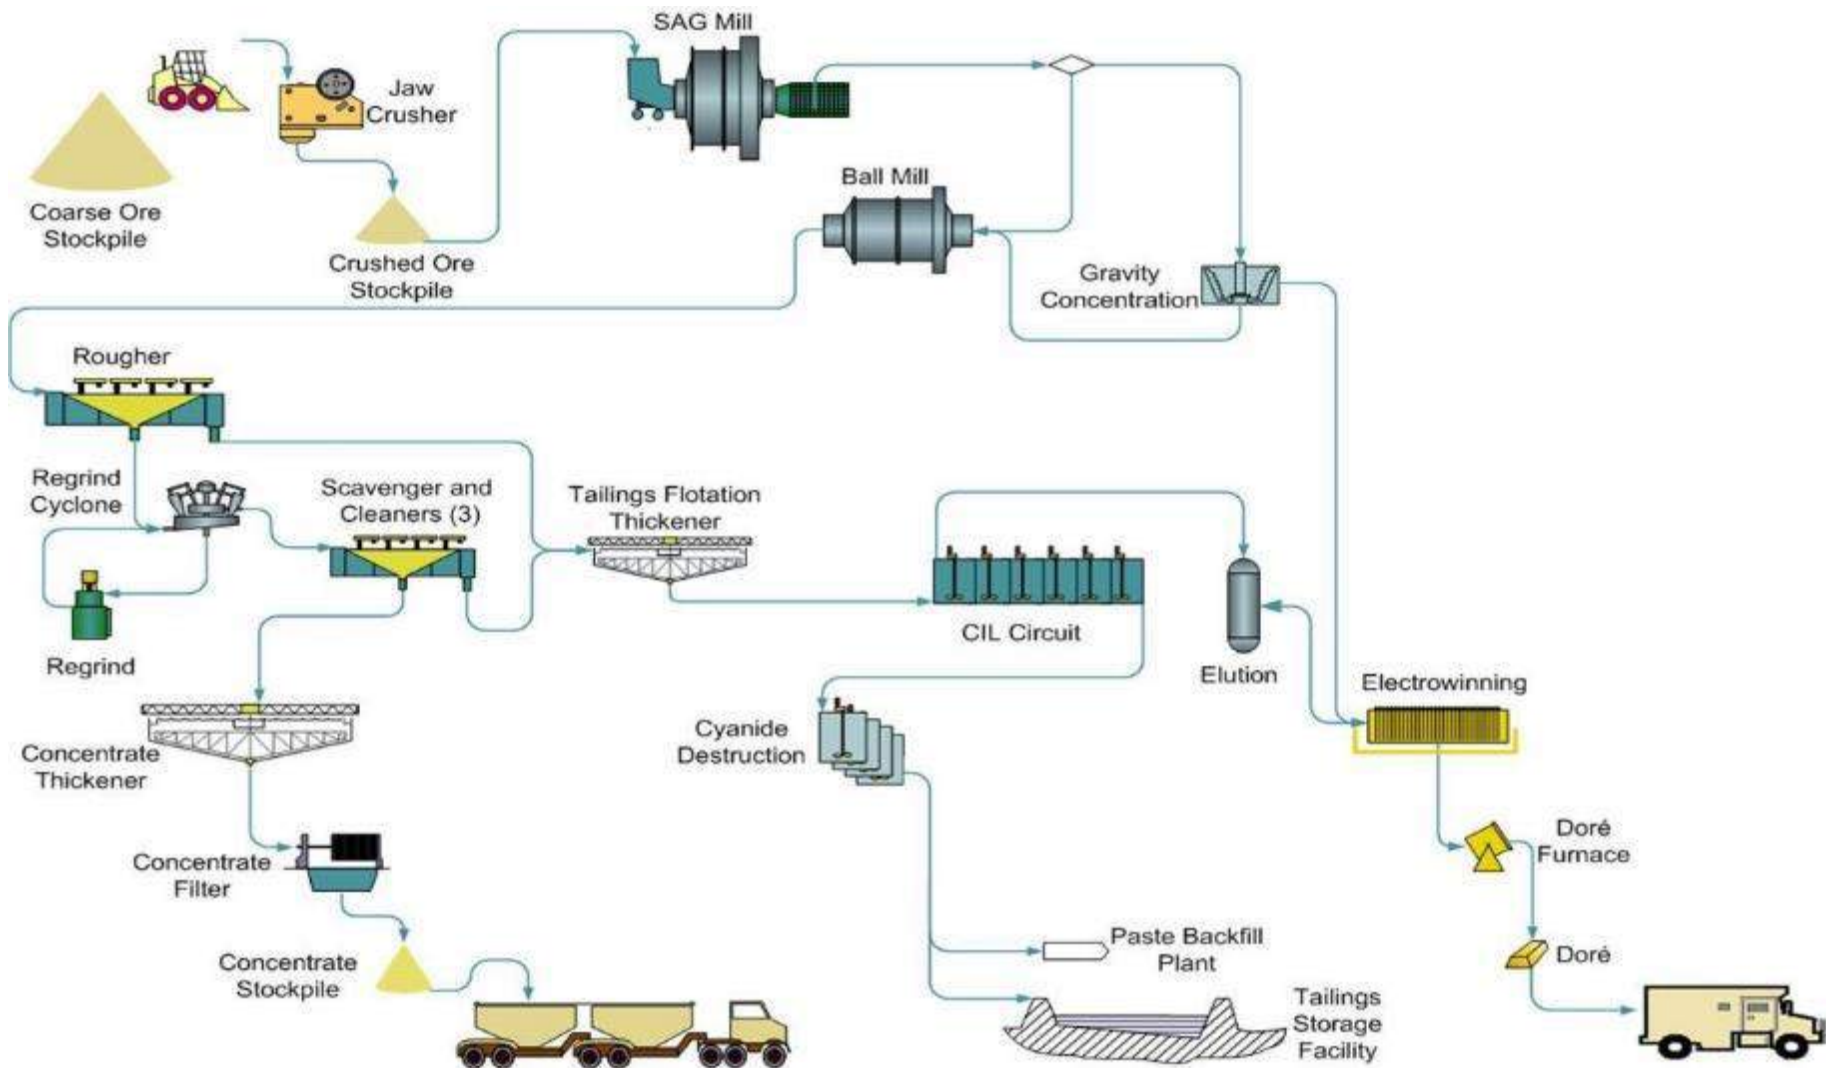 SAG Mill
Jaw
Crusher
Coarse Ore
Stockpile
Crushed Ore
Stockpile
Ball Mill
Gravity
Concentration
Rougher
Regrind
Cyclone
Scavenger and
Cleaners (3)
Tailings Flotation
Thickener
Regrind
CIL Circuit
Elution
Electrowinning
Concentrate
Thickener
Cyanide
Destruction
Doré
Furnace
Concentrate
Filter
Doré
Paste Backfill
Plant
Concentrate
Stockpile
Tailings
Storage
Facility